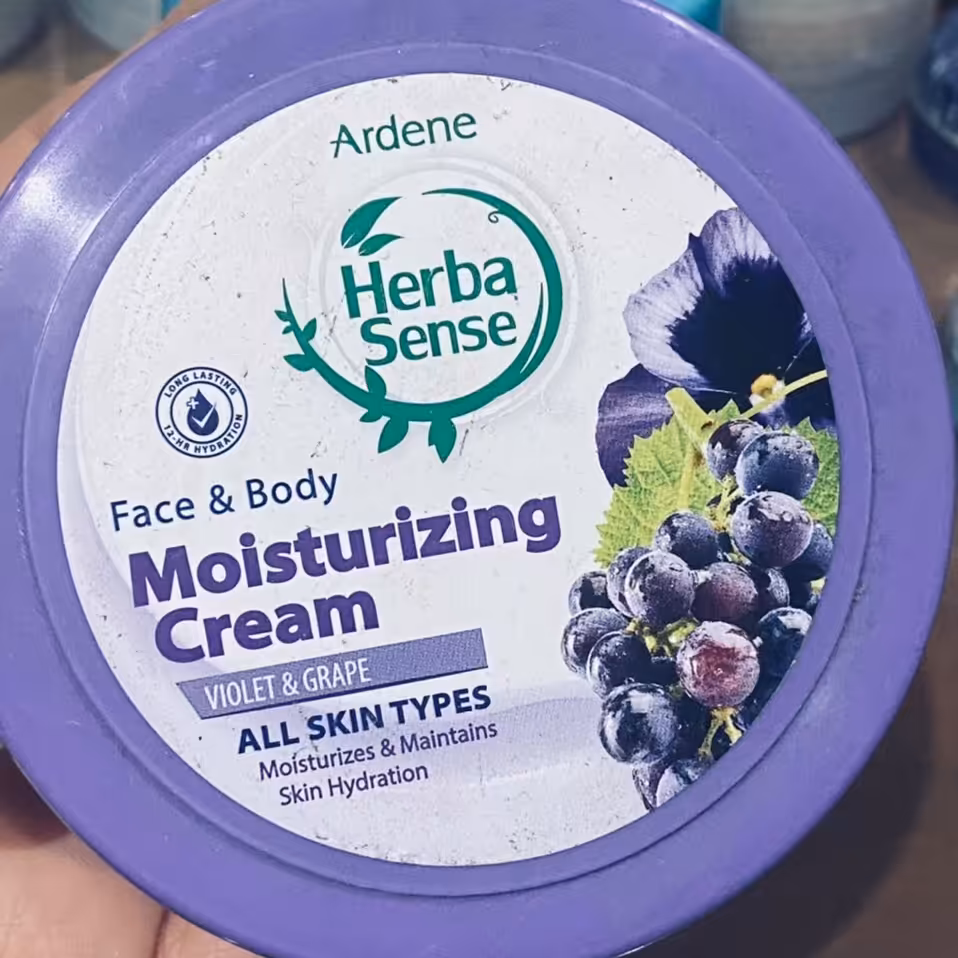 Ardene
Herba
Sense
LONG LASTING
12-HR HYDRATION
Face & Body
Moisturizing
Cream
VIOLET & GRAPE
ALL SKIN TYPES
Moisturizes & Maintains
Skin Hydration